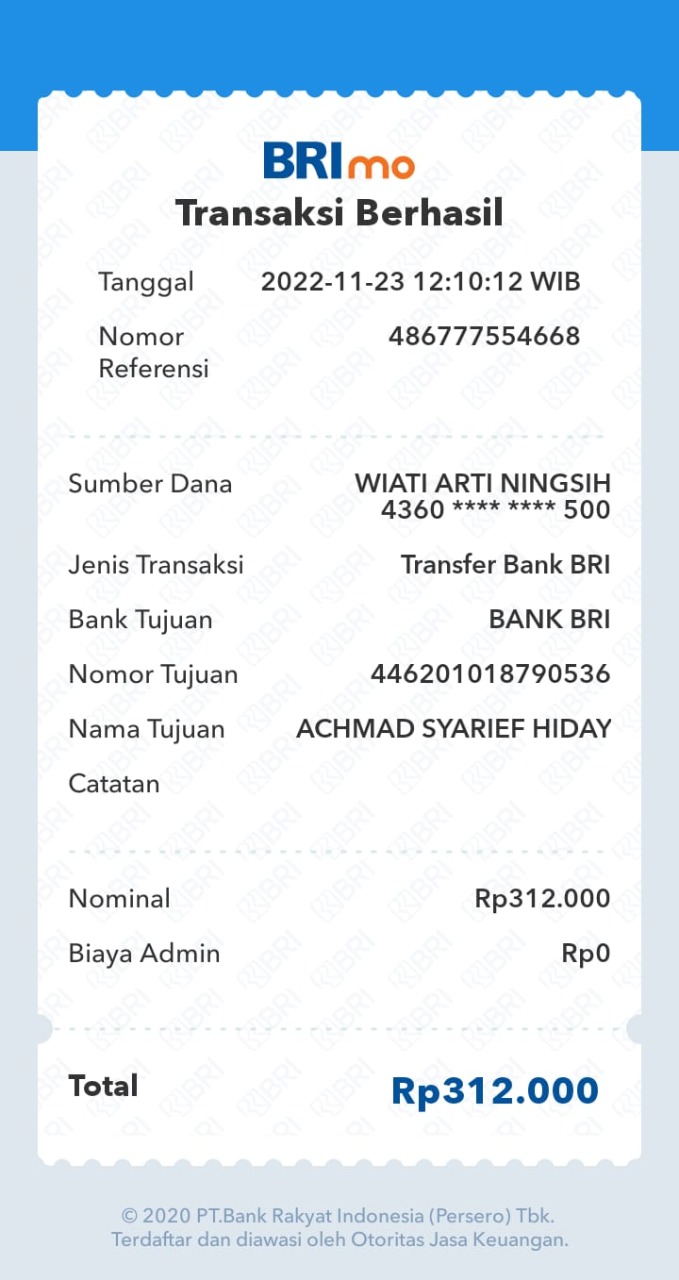 BRImo
Transaksi Berhasil
Tanggal 2022-11-23 12:10:12 WIB
Nomor Referensi 486777554668
Sumber Dana WIATI ARTI NINGSIH
4360 **** **** 500
Jenis Transaksi Transfer Bank BRI
Bank Tujuan BANK BRI
Nomor Tujuan 446201018790536
Nama Tujuan ACHMAD SYARIEF HIDAY
Catatan
Nominal Rp312.000
Biaya Admin Rp0
Total Rp312.000
© 2020 PT.Bank Rakyat Indonesia (Persero) Tbk.
Terdaftar dan diawasi oleh Otoritas Jasa Keuangan.